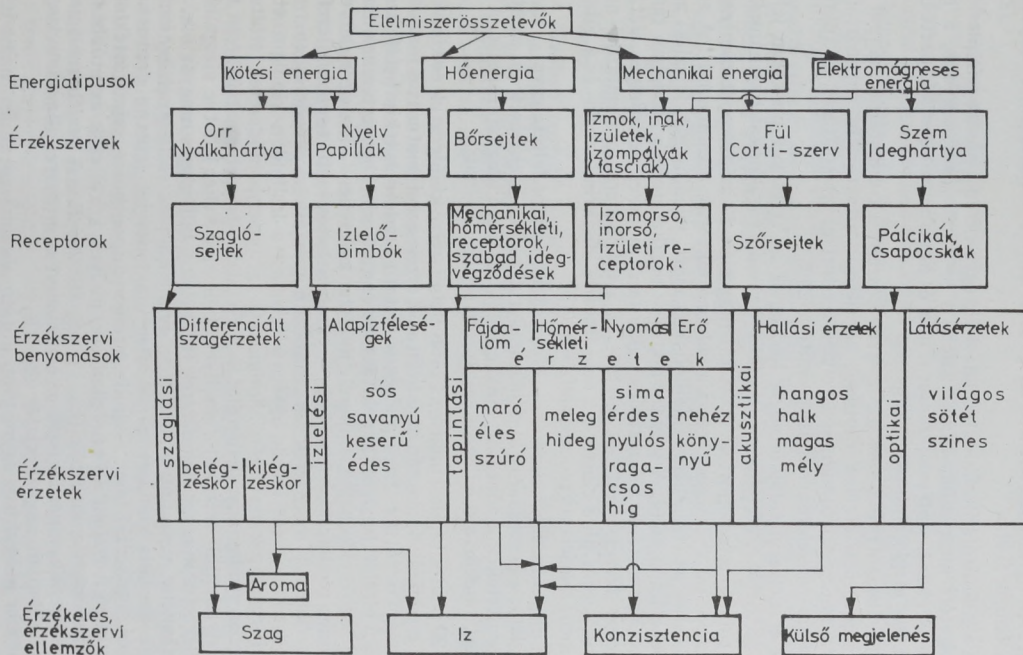 Élelmiszerösszetevők
Energiatipusok
Kötési energia
Hőenergia
Mechanikai energia
Elektromágneses
energia
Érzékszervek
Orr
Nyálkahártya
Nyelv
Papillák
Bőrsejtek
Izmok, inak,
izületek,
izompályák
(fasciák)
Fül
Corti-szerv
Szem
Ideghártya
Receptorok
Szagló-
sejtek
Izlelő-
bimbók
Mechanikai,
hőmérsékleti,
receptorok,
szabad ideg-
végződések
Izomorsó,
inorsó,
izületi re-
ceptorok.
Szőrsejtek
Pálcikák,
csapocskák
Érzékszervi
benyomások
Érzékszervi
érzetek
szaglási
Differenciált
szagérzetek
belég-
zéskor
kilég-
zéskor
izlelési
Alapízfélesé-
gek
sós
savanyú
keserű
édes
tapintási
Fájda-
lom
Hőmér-
sékleti
Nyomás
Erő
érzetek
maró
éles
szúró
meleg
hideg
sima
érdes
nyulós
raga-
csos
híg
nehéz
köny-
nyű
akusztikai
Hallási érzetek
hangos
halk
magas
mély
optikai
Látásérzetek
világos
sötét
szines
Aroma
Érzékelés,
érzékszervi
ellemzők
Szag
Iz
Konzisztencia
Külső megjelenés